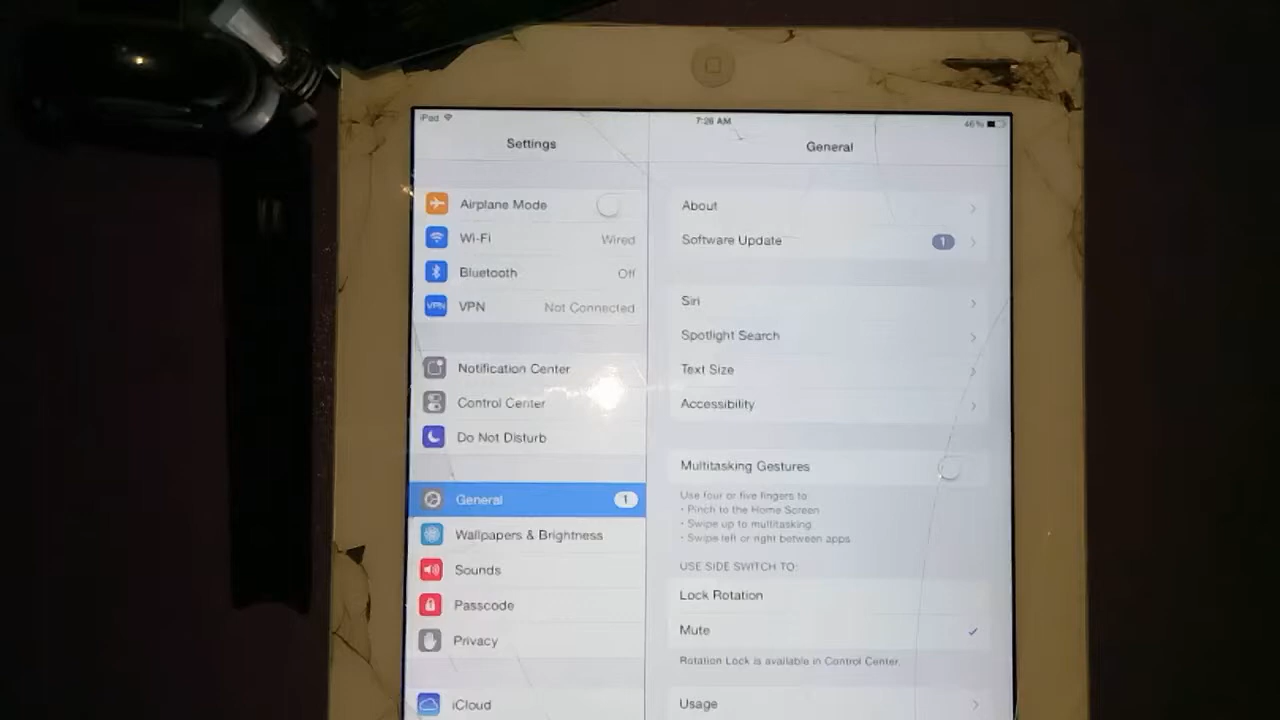 iPad 7:26 AM 46%
Settings
General
Airplane Mode
Wi-Fi Wired
Bluetooth Off
VPN VPN Not Connected
Notification Center
Control Center
Do Not Disturb
General 1
Wallpapers & Brightness
Sounds
Passcode
Privacy
iCloud
About
Software Update 1
Siri
Spotlight Search
Text Size
Accessibility
Multitasking Gestures
Use four or five fingers to:
• Pinch to the Home Screen
• Swipe up to multitasking
• Swipe left or right between apps
USE SIDE SWITCH TO:
Lock Rotation
Mute
Rotation Lock is available in Control Center.
Usage